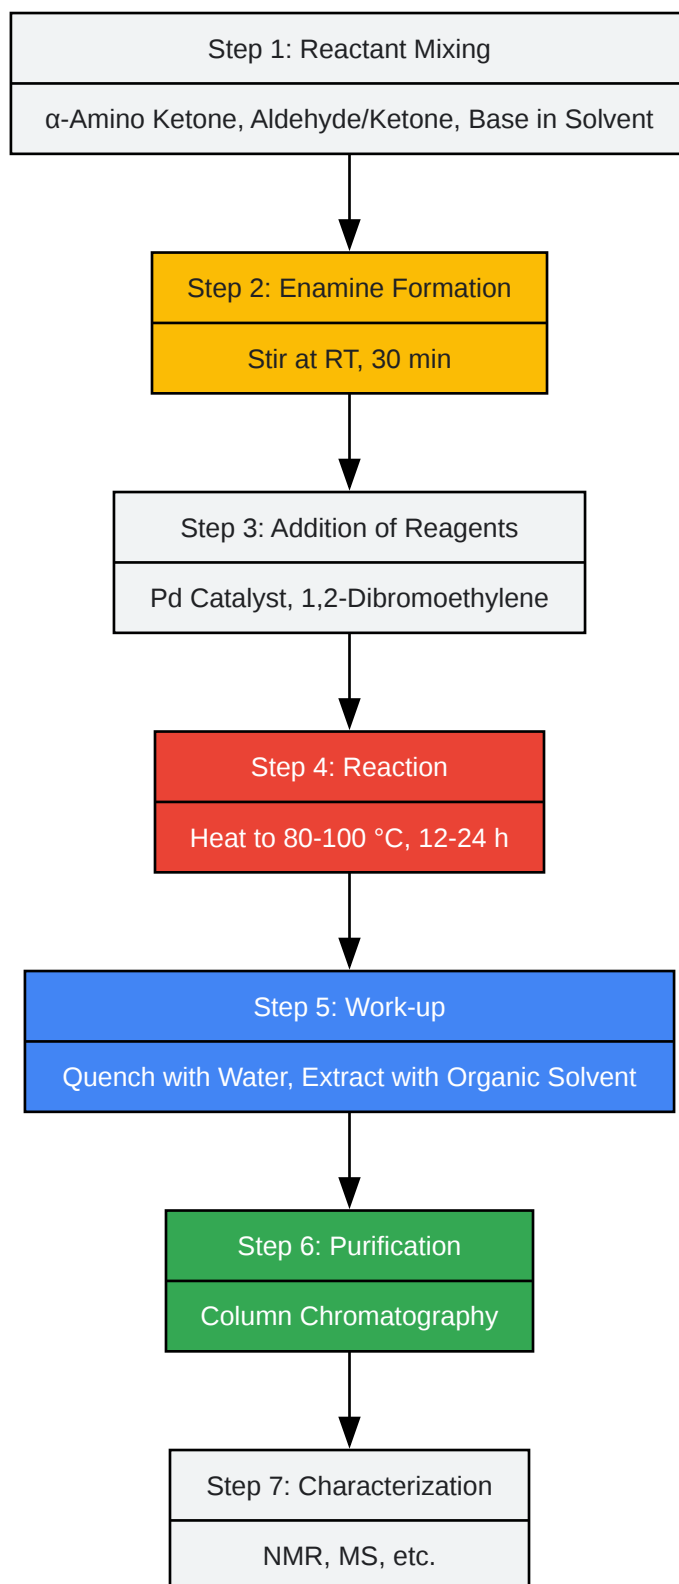 Step 1: Reactant Mixing
α-Amino Ketone, Aldehyde/Ketone, Base in Solvent
Step 2: Enamine Formation
Stir at RT, 30 min
Step 3: Addition of Reagents
Pd Catalyst, 1,2-Dibromoethylene
Step 4: Reaction
Heat to 80-100 °C, 12-24 h
Step 5: Work-up
Quench with Water, Extract with Organic Solvent
Step 6: Purification
Column Chromatography
Step 7: Characterization
NMR, MS, etc.